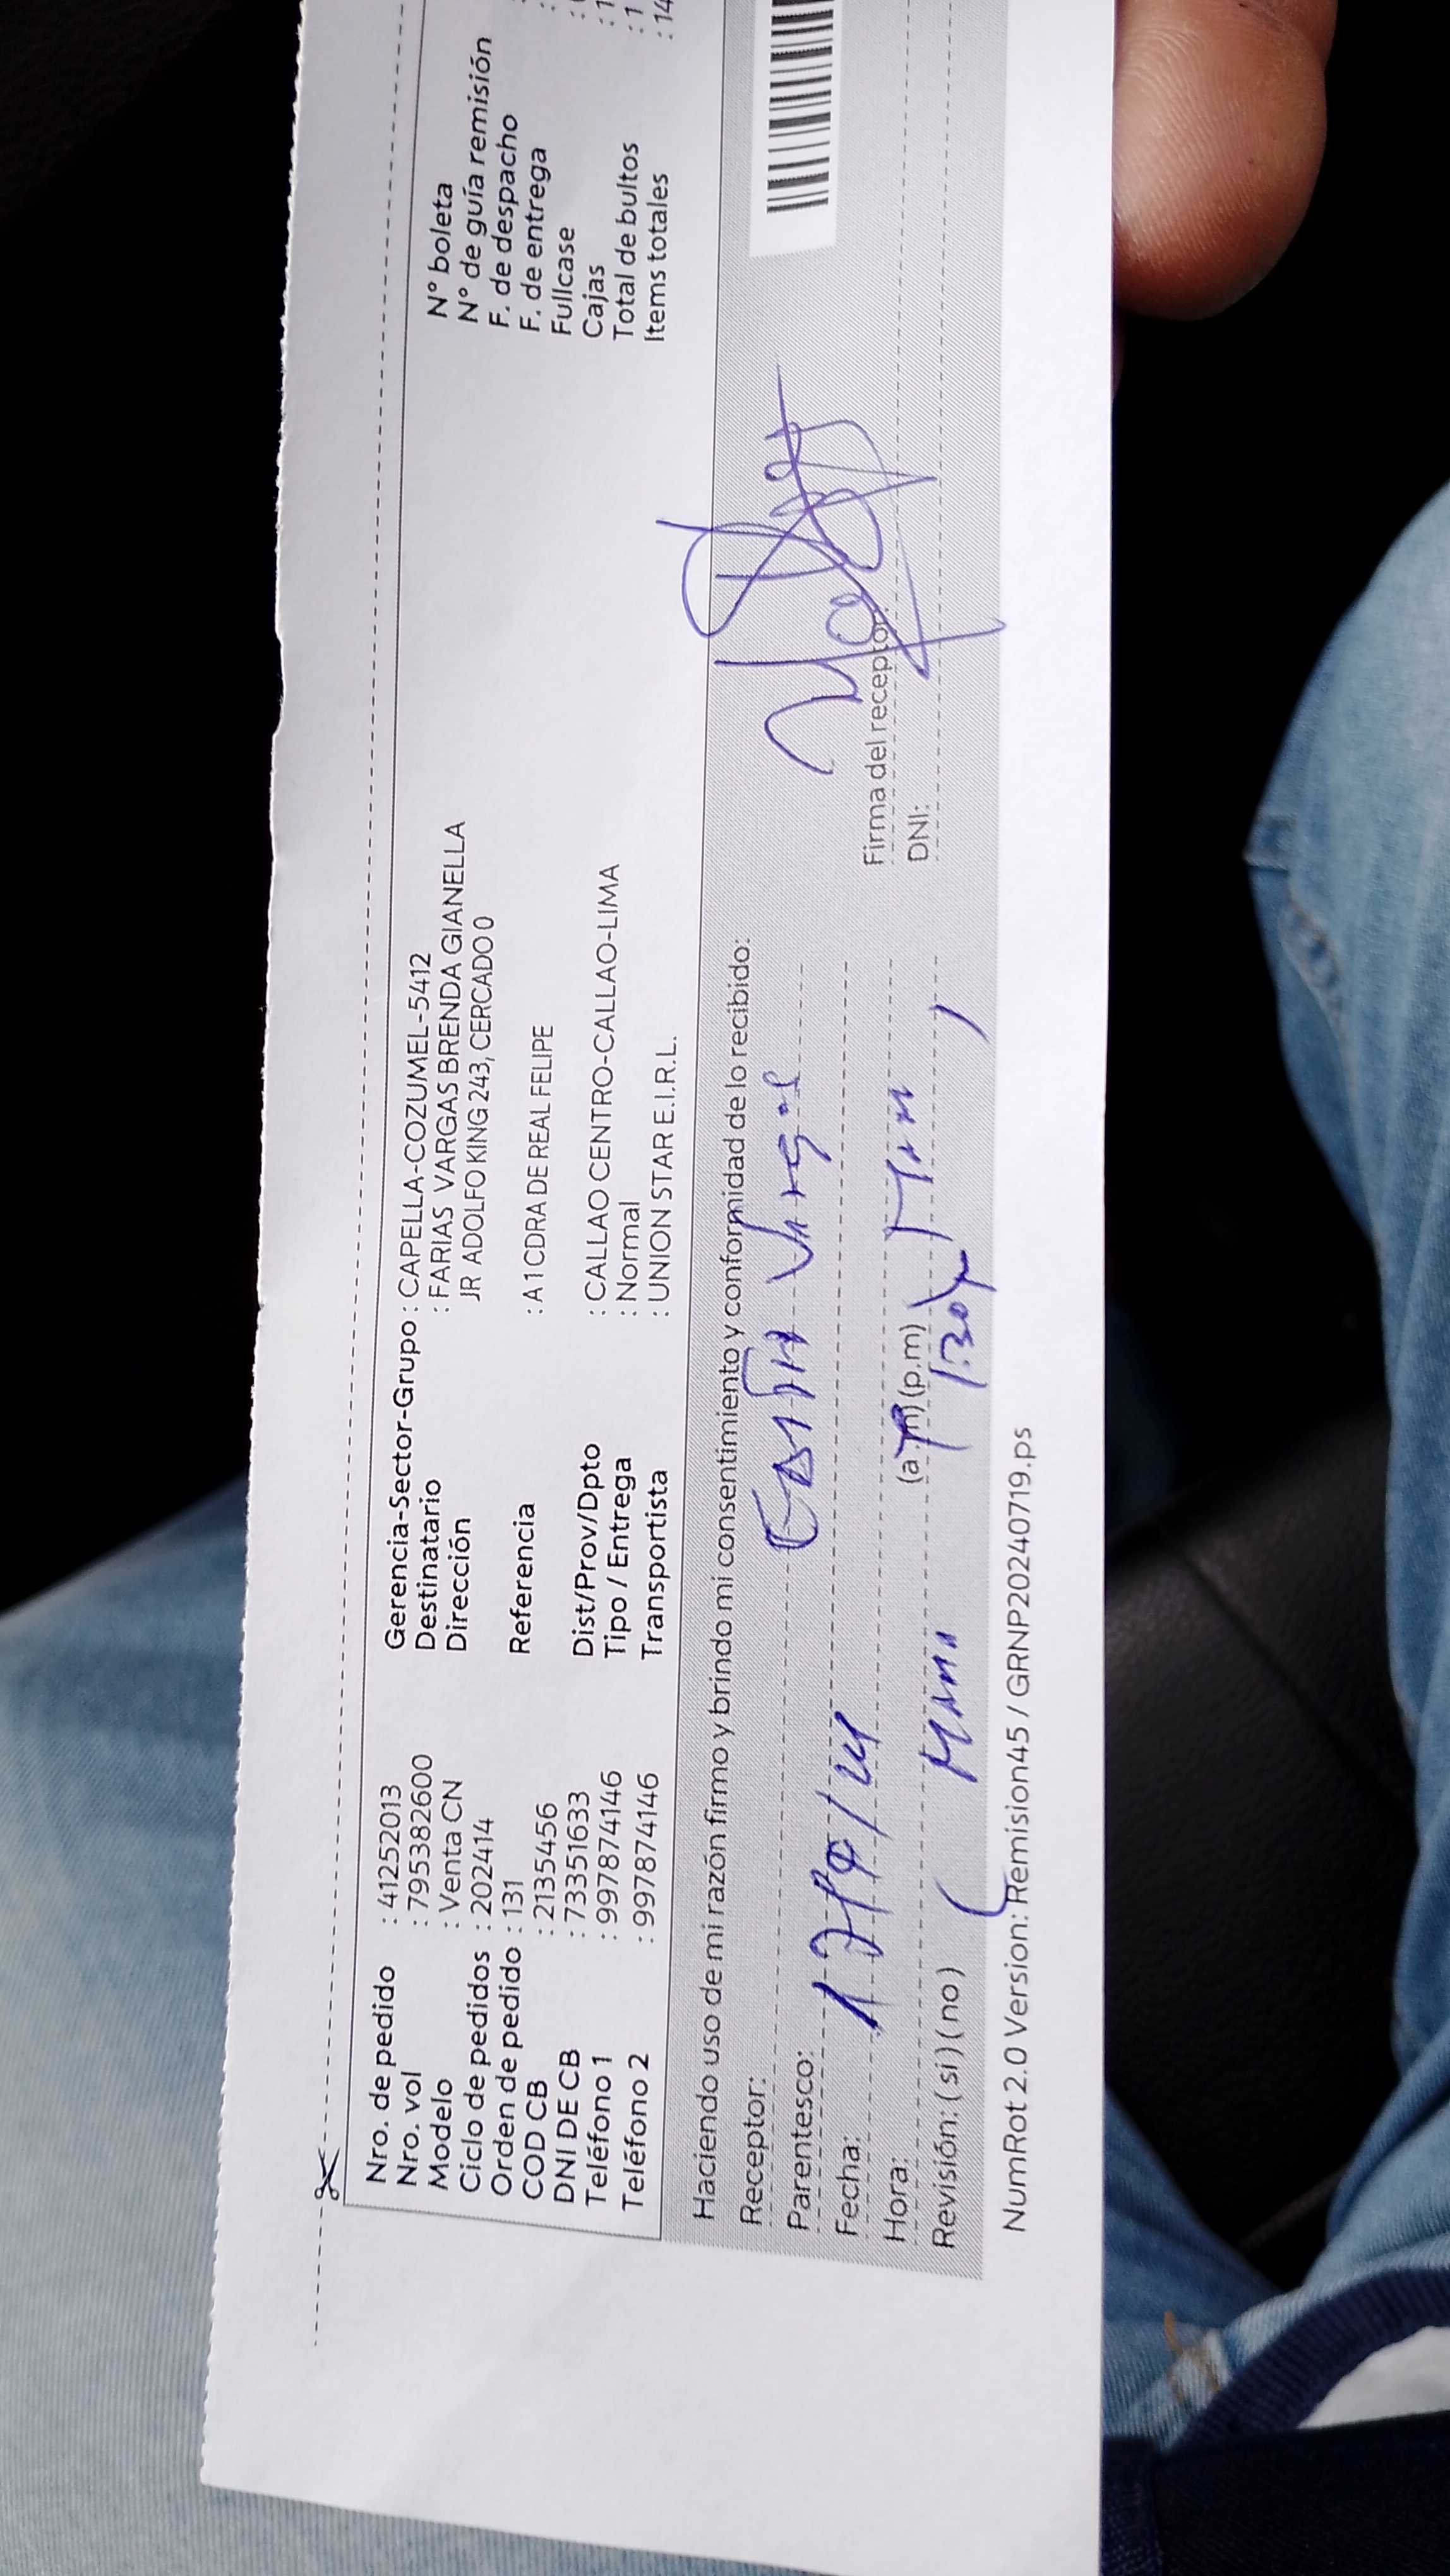 Nro. de pedido : 41252013 Gerencia-Sector-Grupo : CAPELLA-COZUMEL-5412 N° boleta :
Nro. vol : 795382600 Destinatario : FARIAS VARGAS BRENDA GIANELLA N° de guía remisión
Modelo : Venta CN Dirección JR ADOLFO KING 243, CERCADO 0 F. de despacho
Ciclo de pedidos : 202414 F. de entrega
Orden de pedido : 131 Referencia : A 1 CDRA DE REAL FELIPE Fullcase :
COD CB : 2135456 Cajas : 1
DNI DE CB : 73351633 Dist/Prov/Dpto : CALLAO CENTRO-CALLAO-LIMA Total de bultos : 1
Teléfono 1 : 997874146 Tipo / Entrega : Normal Items totales : 14
Teléfono 2 : 997874146 Transportista : UNION STAR E.I.R.L.
Haciendo uso de mi razón firmo y brindo mi consentimiento y conformidad de lo recibido:
Receptor: Vargas
Parentesco:
Fecha:
Hora: (p.m) Firma del receptor:
Revisión: (si) (no) 1:30 DNI:
NumRot 2.0 Version: Remision45 / GRNP20240719.ps